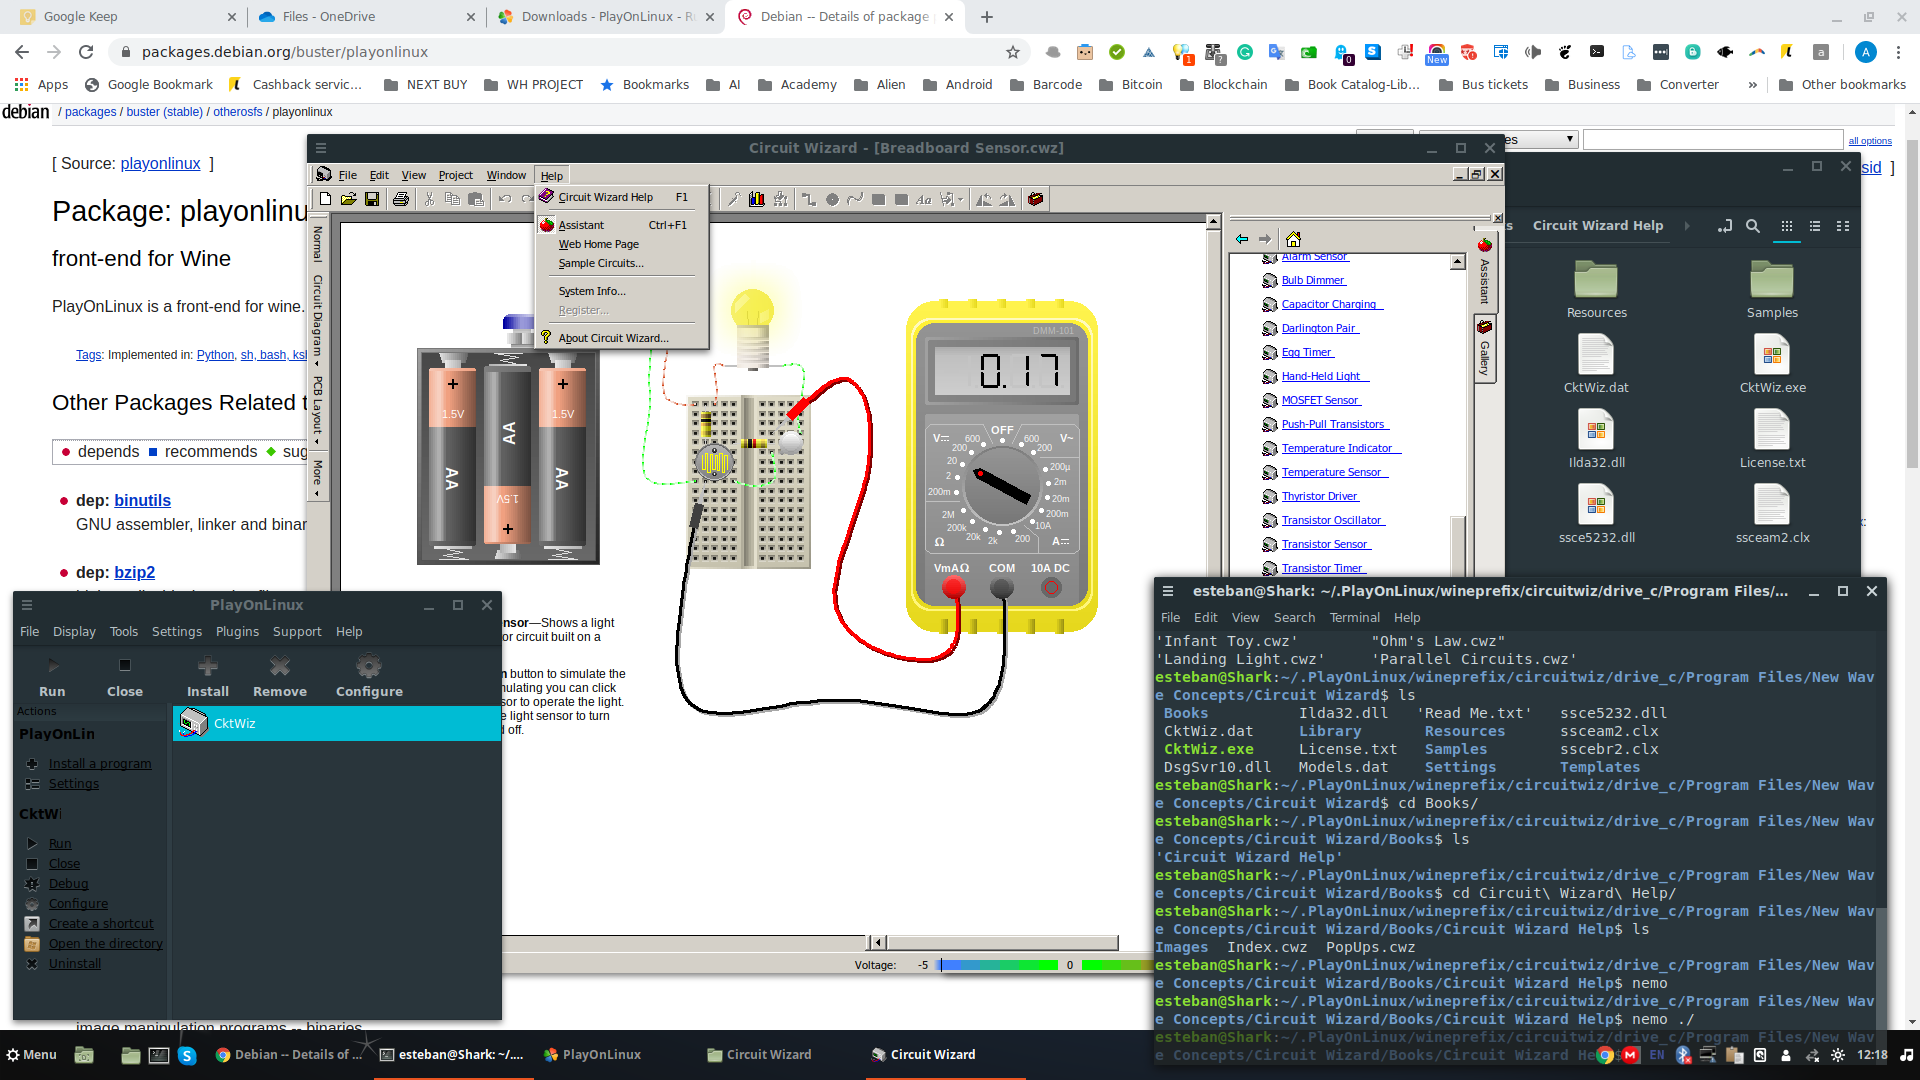 Google Keep
Files - OneDrive
Downloads - PlayOnLinux - R
Debian -- Details of package
packages.debian.org/buster/playonlinux
Apps
Google Bookmark
Cashback servic...
NEXT BUY
WH PROJECT
Bookmarks
AI
Academy
Alien
Android
Barcode
Bitcoin
Blockchain
Book Catalog-Lib...
Bus tickets
Business
Converter
»
Other bookmarks
debian
/ packages / buster (stable) / otherosfs / playonlinux
all options
[ Source: playonlinux ]
sid ]
Package: playonlinu
front-end for Wine
PlayOnLinux is a front-end for wine.
Tags: Implemented in: Python, sh, bash, ksh
Other Packages Related t
depends
recommends
sug
dep: binutils
GNU assembler, linker and binar
dep: bzip2
image manipulation programs -- binaries
Circuit Wizard - [Breadboard Sensor.cwz]
File Edit View Project Window Help
Circuit Wizard Help F1
Assistant Ctrl+F1
Web Home Page
Sample Circuits...
System Info...
Register...
About Circuit Wizard...
Normal
Circuit Diagram
PCB Layout
More
1.5V
1.5V
1.5V
AA
AA
AA
DMM-101
0.17
OFF
V=
V~
600
200
20
2
200m
2M
200k
20k
2k
200
Ω
600
200
200µ
2m
20m
200m
10A
A=
VmAΩ
COM
10A DC
ensor—Shows a light
or circuit built on a
n button to simulate the
mulating you can click
sor to operate the light.
e light sensor to turn
d off.
Voltage: -5 0
Alarm Sensor
Bulb Dimmer
Capacitor Charging
Darlington Pair
Egg Timer
Hand-Held Light
MOSFET Sensor
Push-Pull Transistors
Temperature Indicator
Temperature Sensor
Thyristor Driver
Transistor Oscillator
Transistor Sensor
Transistor Timer
Assistant
Gallery
Circuit Wizard Help
Resources
Samples
CktWiz.dat
CktWiz.exe
Ilda32.dll
License.txt
ssce5232.dll
ssceam2.clx
PlayOnLinux
File Display Tools Settings Plugins Support Help
Run
Close
Install
Remove
Configure
Actions
PlayOnLin
Install a program
Settings
CktWi
Run
Close
Debug
Configure
Create a shortcut
Open the directory
Uninstall
CktWiz
esteban@Shark: ~/.PlayOnLinux/wineprefix/circuitwiz/drive_c/Program Files/...
File Edit View Search Terminal Help
'Infant Toy.cwz' "Ohm's Law.cwz"
'Landing Light.cwz' 'Parallel Circuits.cwz'
esteban@Shark:~/.PlayOnLinux/wineprefix/circuitwiz/drive_c/Program Files/New Wav
e Concepts/Circuit Wizard$ ls
Books Ilda32.dll 'Read Me.txt' ssce5232.dll
CktWiz.dat Library Resources ssceam2.clx
CktWiz.exe License.txt Samples sscebr2.clx
DsgSvr10.dll Models.dat Settings Templates
esteban@Shark:~/.PlayOnLinux/wineprefix/circuitwiz/drive_c/Program Files/New Wav
e Concepts/Circuit Wizard$ cd Books/
esteban@Shark:~/.PlayOnLinux/wineprefix/circuitwiz/drive_c/Program Files/New Wav
e Concepts/Circuit Wizard/Books$ ls
'Circuit Wizard Help'
esteban@Shark:~/.PlayOnLinux/wineprefix/circuitwiz/drive_c/Program Files/New Wav
e Concepts/Circuit Wizard/Books$ cd Circuit\ Wizard\ Help/
esteban@Shark:~/.PlayOnLinux/wineprefix/circuitwiz/drive_c/Program Files/New Wav
e Concepts/Circuit Wizard/Books/Circuit Wizard Help$ ls
Images Index.cwz PopUps.cwz
esteban@Shark:~/.PlayOnLinux/wineprefix/circuitwiz/drive_c/Program Files/New Wav
e Concepts/Circuit Wizard/Books/Circuit Wizard Help$ nemo
esteban@Shark:~/.PlayOnLinux/wineprefix/circuitwiz/drive_c/Program Files/New Wav
e Concepts/Circuit Wizard/Books/Circuit Wizard Help$ nemo ./
esteban@Shark:~/.PlayOnLinux/wineprefix/circuitwiz/drive_c/Program Files/New Wav
e Concepts/Circuit Wizard/Books/Circuit Wizard Help$
Menu
Debian -- Details of ...
esteban@Shark: ~/....
PlayOnLinux
Circuit Wizard
Circuit Wizard
EN
12:18